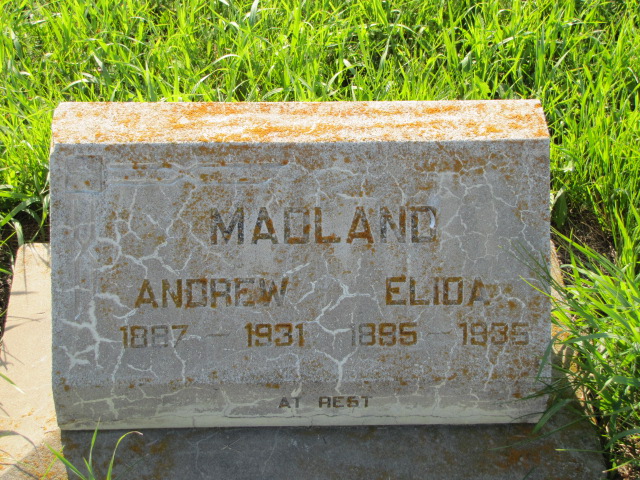 MADLAND
ANDREW ELIDA
1887 — 1931 1895 — 1935
AT REST